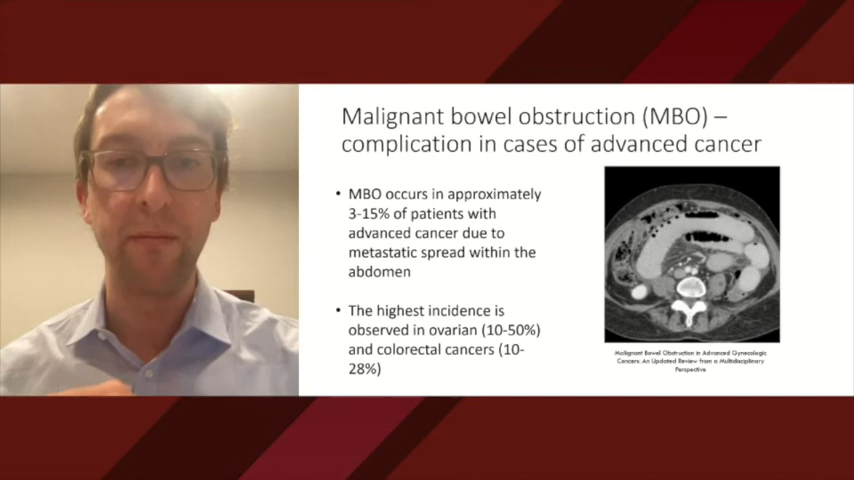 Malignant bowel obstruction (MBO) –
complication in cases of advanced cancer
• MBO occurs in approximately
3-15% of patients with
advanced cancer due to
metastatic spread within the
abdomen
• The highest incidence is
observed in ovarian (10-50%)
and colorectal cancers (10-
28%)
Malignant Bowel Obstruction in Advanced Gynecologic
Cancers: An Updated Review from a Multidisciplinary
Perspective